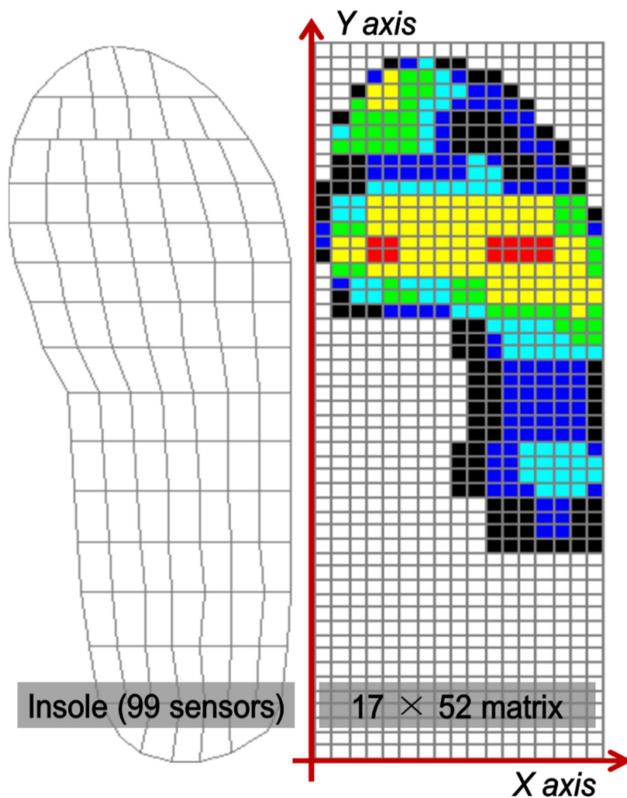 Y axis
Insole (99 sensors)
17 × 52 matrix
X axis